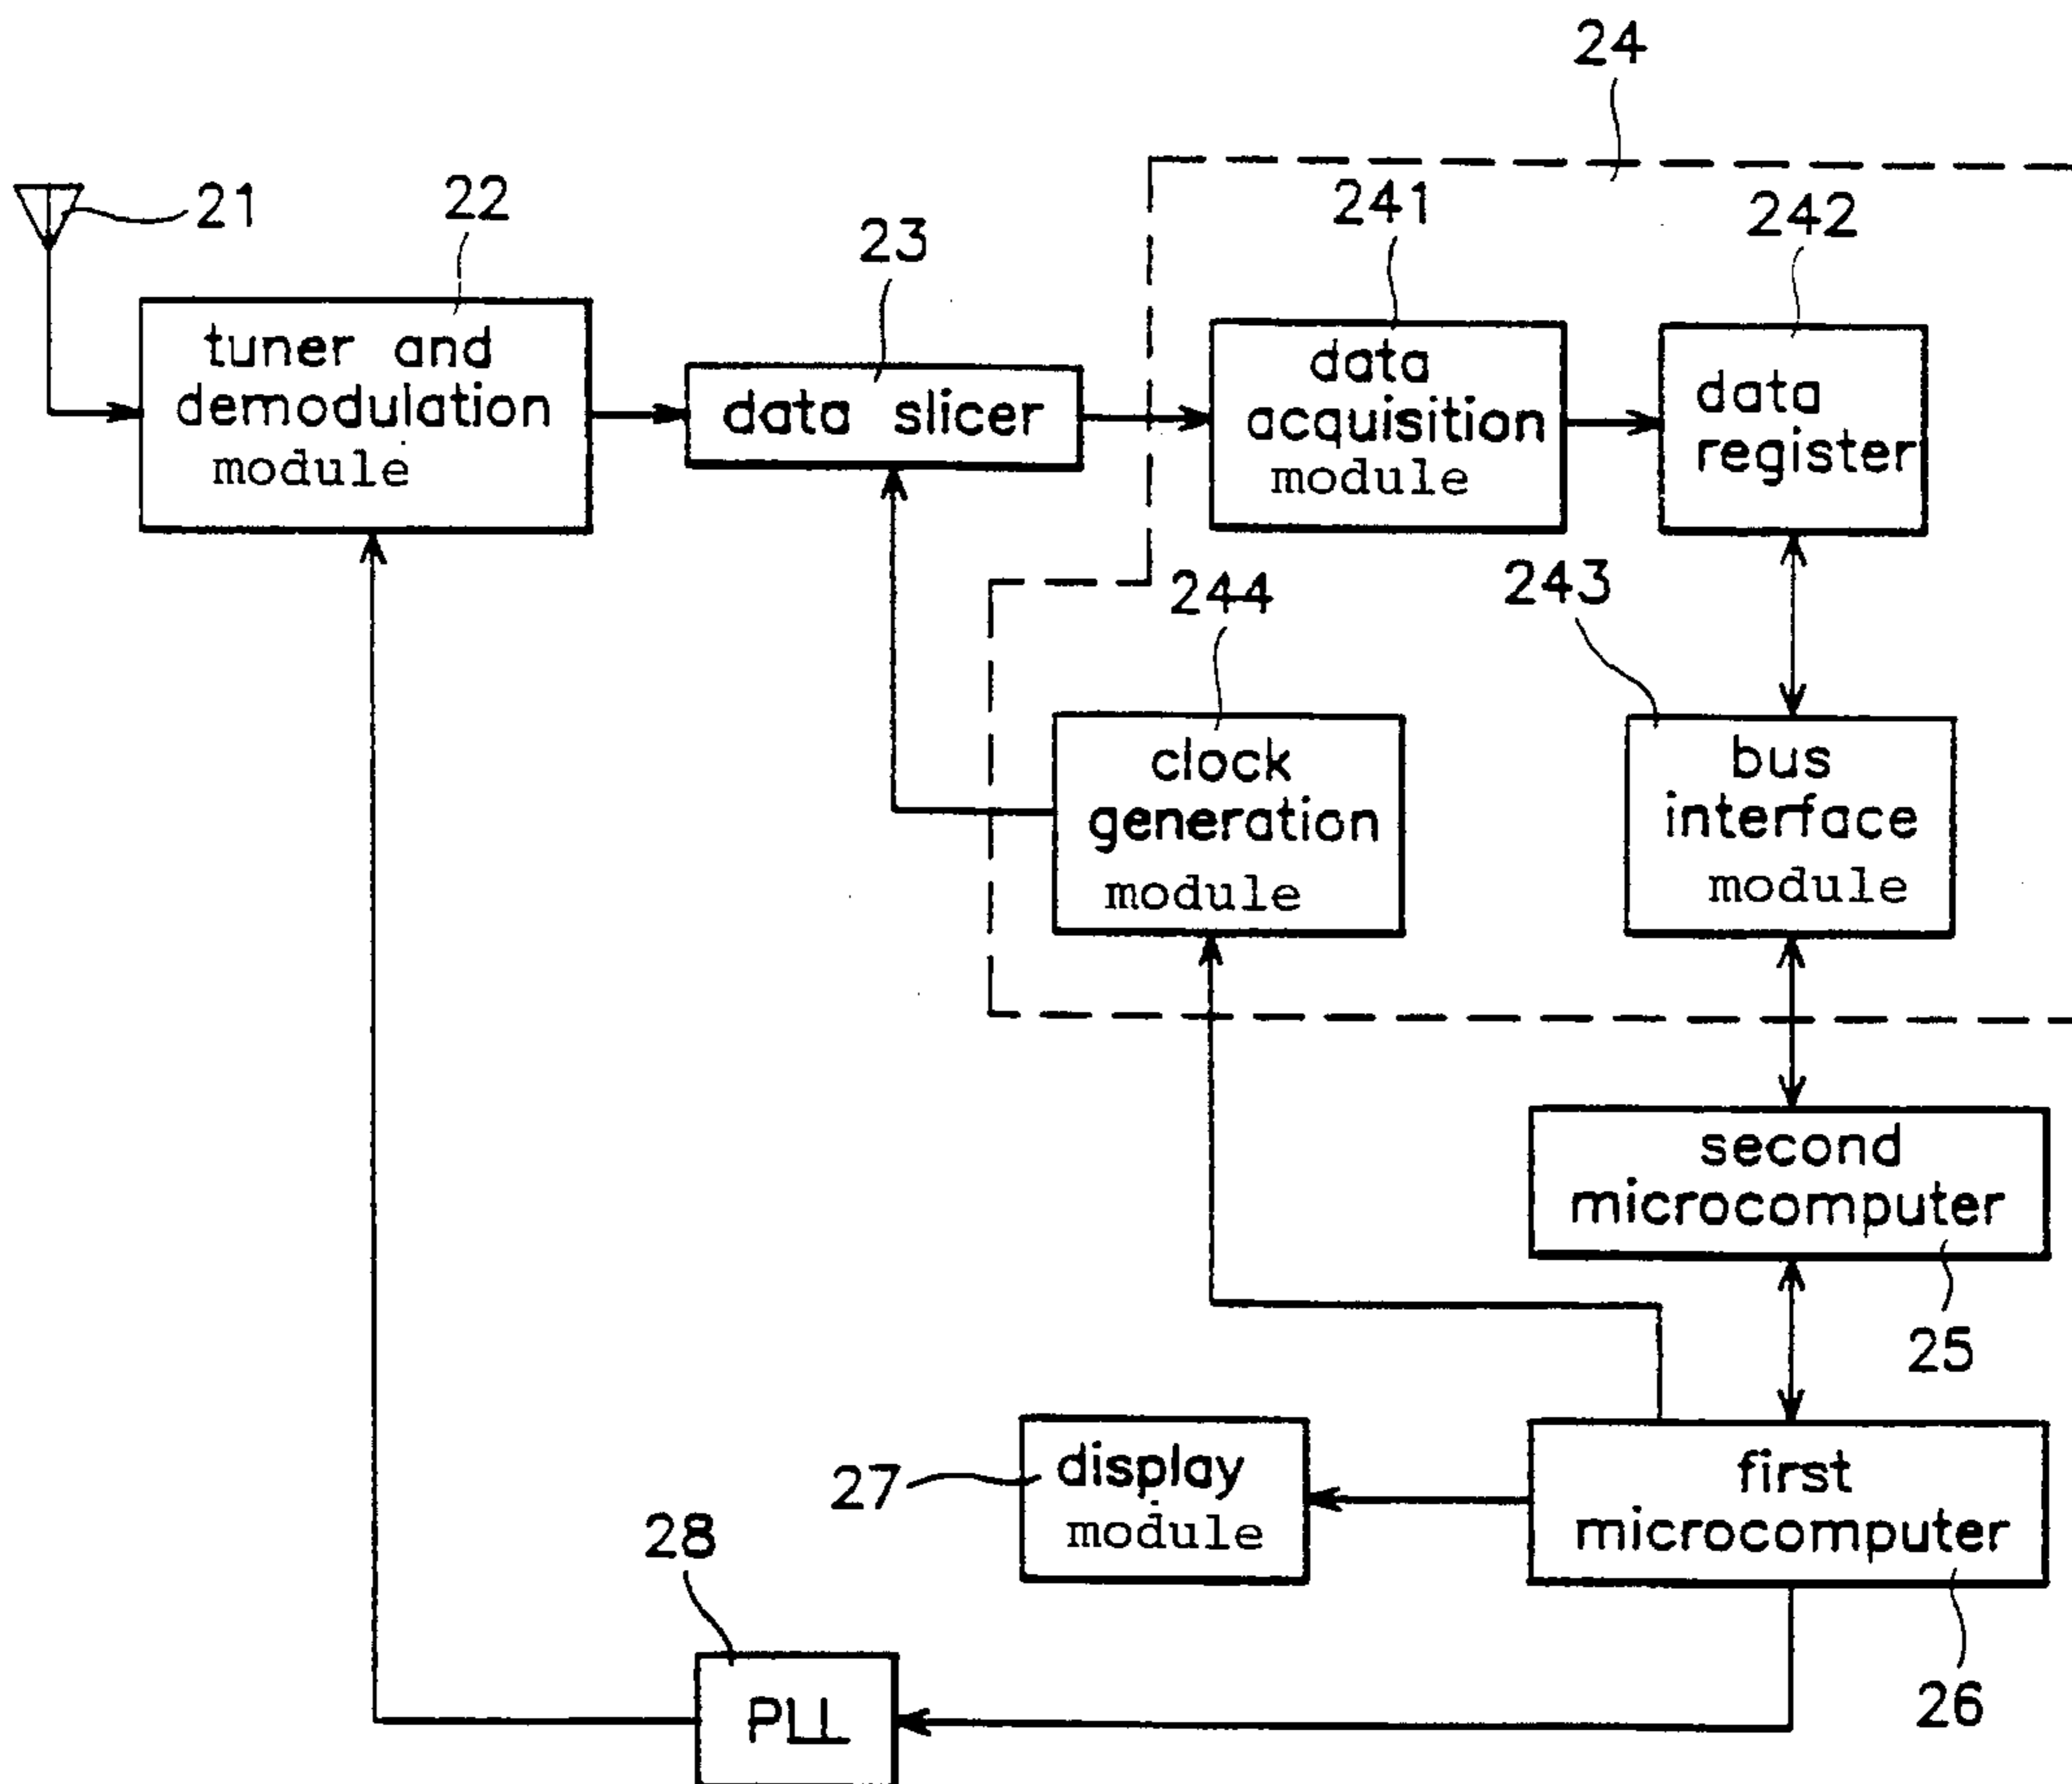 24
21
22
23
241
242
tuner and
demodulation
module
data slicer
data
acquisition
module
data
register
244
243
clock
generation
module
bus
interface
module
second
microcomputer
25
27
display
module
first
microcomputer
26
28
PLL